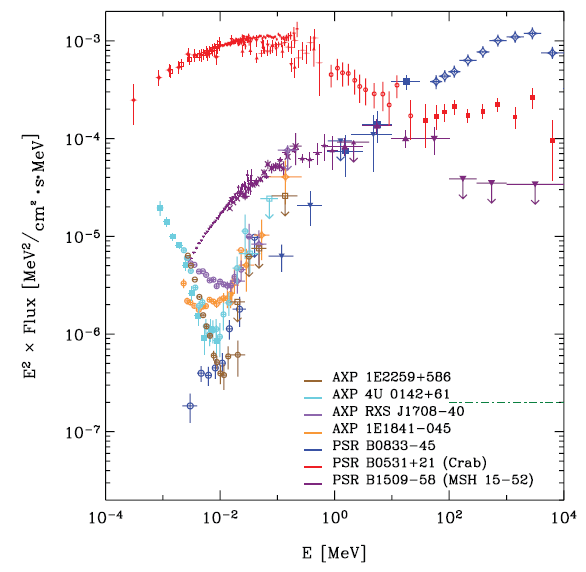 E² × Flux [MeV²/cm²·s·MeV]
10⁻³
10⁻⁴
10⁻⁵
10⁻⁶
10⁻⁷
AXP 1E2259+586
AXP 4U 0142+61
AXP RXS J1708-40
AXP 1E1841-045
PSR B0833-45
PSR B0531+21 (Crab)
PSR B1509-58 (MSH 15-52)
10⁻⁴ 10⁻² 10⁰ 10² 10⁴
E [MeV]